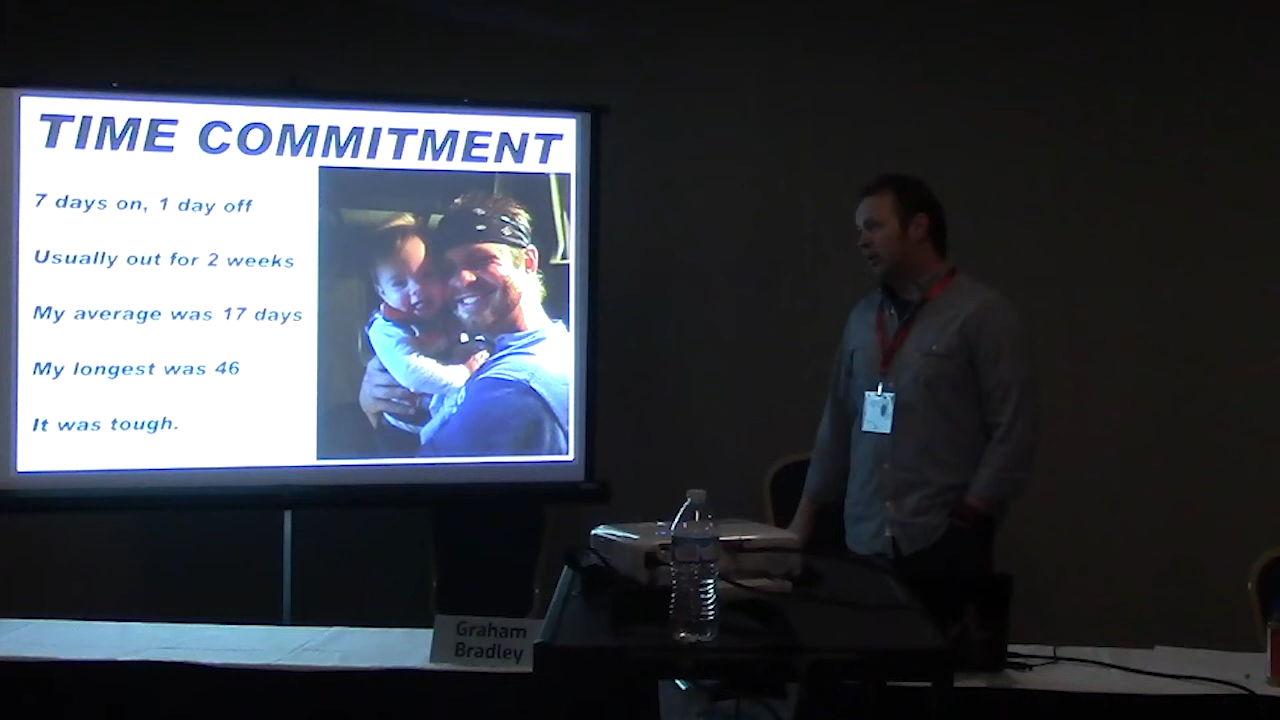 TIME COMMITMENT
7 days on, 1 day off
Usually out for 2 weeks
My average was 17 days
My longest was 46
It was tough.
Graham
Bradley